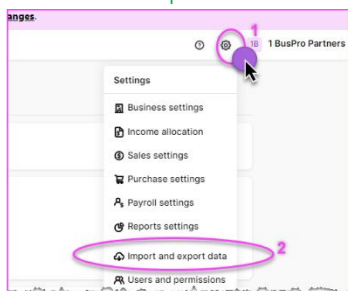 anges.
1
1B 1 BusPro Partners
Settings
Business settings
Income allocation
Sales settings
Purchase settings
Payroll settings
Reports settings
Import and export data
2
Users and permissions